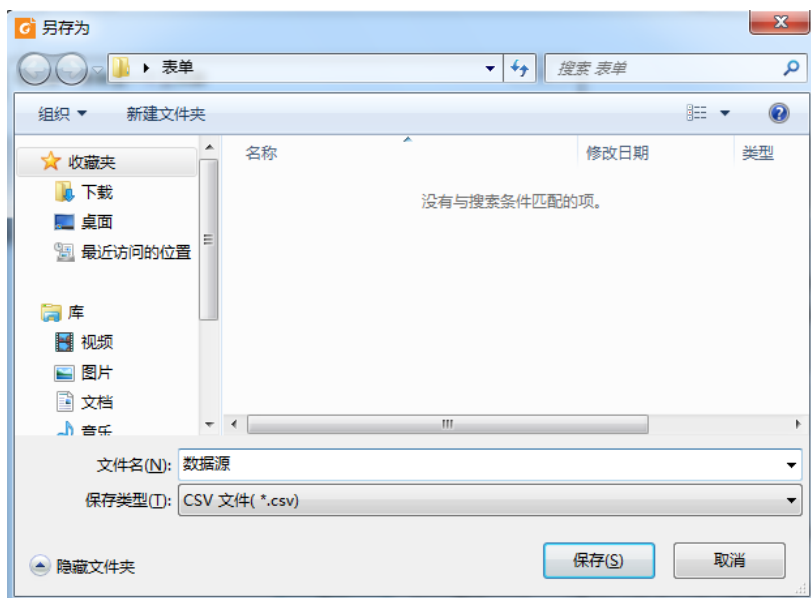 另存为
表单
搜索 表单
组织
新建文件夹
名称
修改日期
类型
没有与搜索条件匹配的项。
收藏夹
下载
桌面
最近访问的位置
库
视频
图片
文档
音乐
文件名(N): 数据源
保存类型(T): CSV 文件( *.csv)
隐藏文件夹
保存(S)
取消